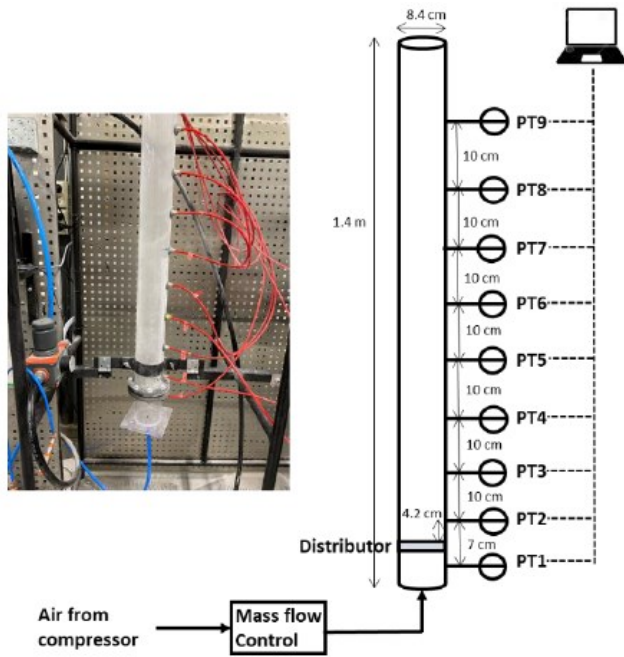 8.4 cm
PT9
10 cm
PT8
10 cm
1.4 m
PT7
10 cm
PT6
10 cm
PT5
10 cm
PT4
10 cm
PT3
10 cm
4.2 cm
PT2
Distributor
7 cm
PT1
Air from
compressor
Mass flow
Control